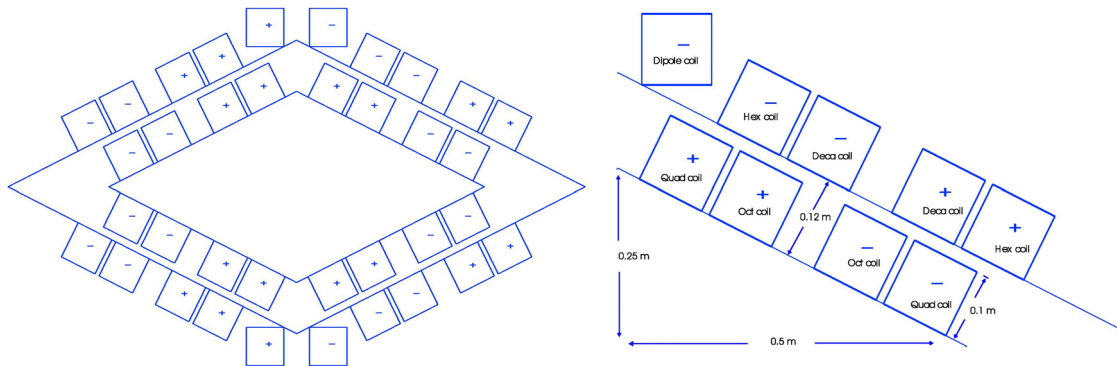 + −
− − + + − − + +
− − + + + + − −
− − + + + + − −
− − + + − − + +
+ −
−
Dipole coil
−
Hex coil
−
Deca coil
+
Quad coil
+
Oct coil
+
Deca coil
+
Hex coil
0.12 m
−
Oct coil
−
Quad coil
0.25 m
0.1 m
0.5 m